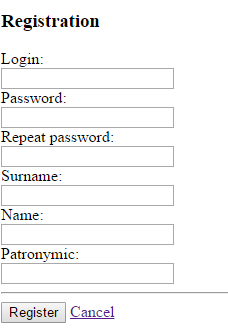 Registration
Login:
Password:
Repeat password:
Surname:
Name:
Patronymic:
Register Cancel